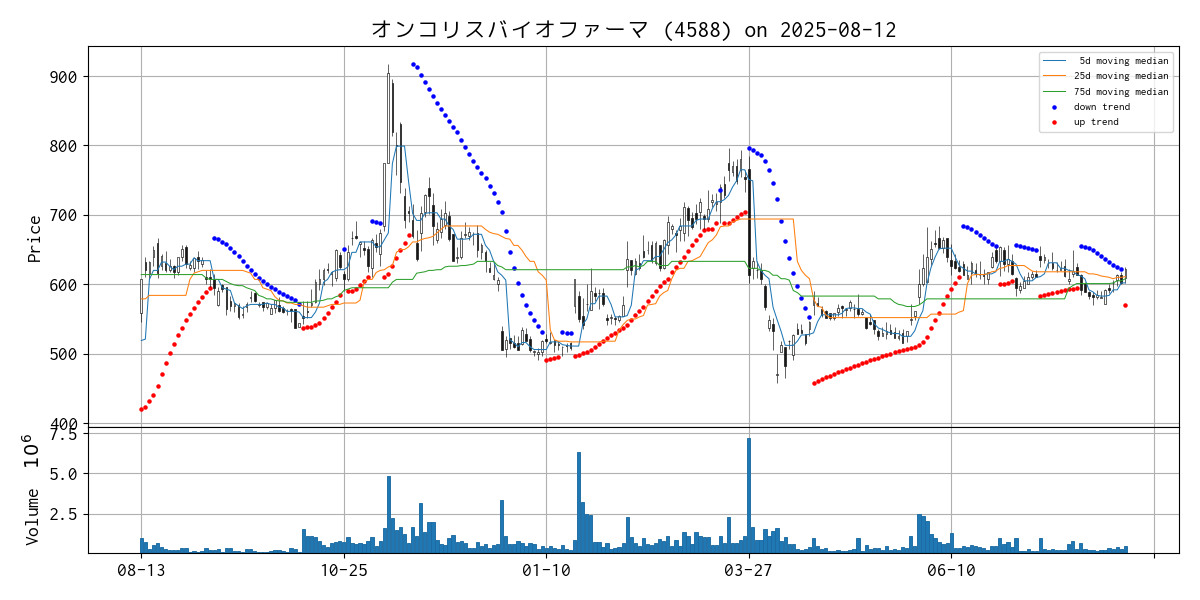 オンコリスバイオファーマ (4588) on 2025-08-12
5d moving median
25d moving median
75d moving median
down trend
up trend
Price
900
800
700
600
500
400
Volume 10^6
7.5
5.0
2.5
08-13
10-25
01-10
03-27
06-10